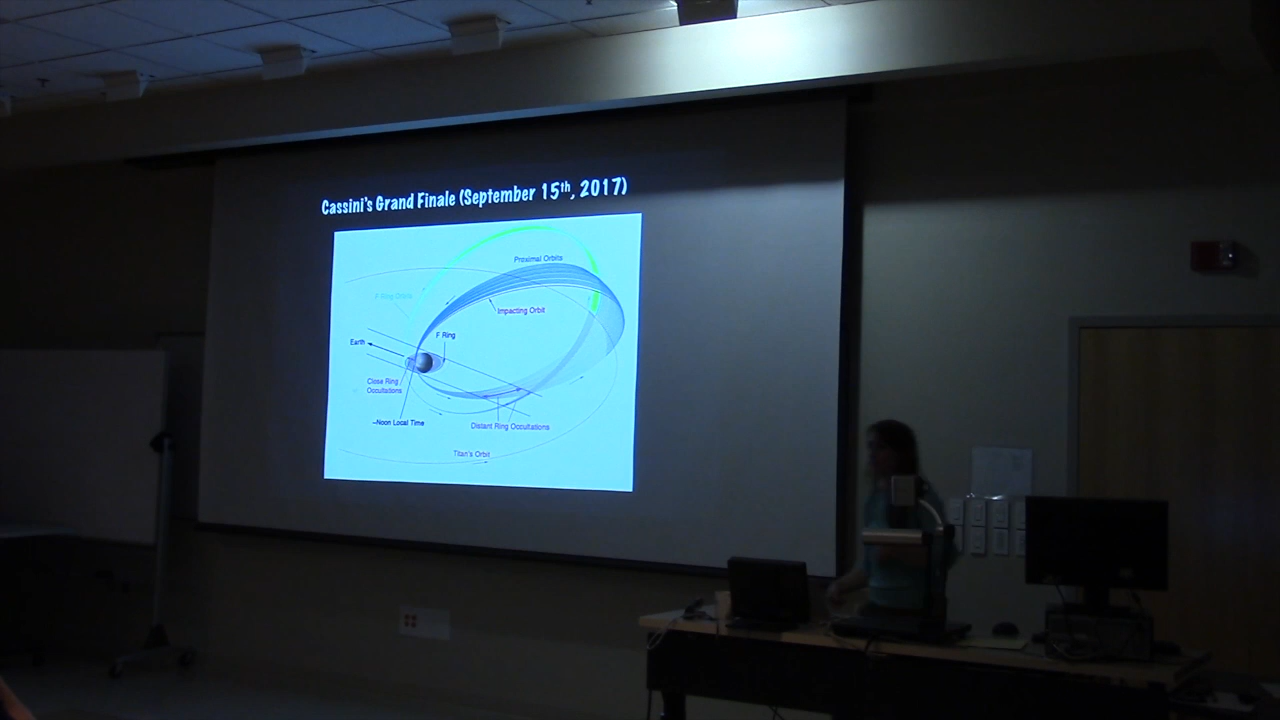 Cassini's Grand Finale (September 15th, 2017)
Proximal Orbits
F Ring Orbits
Impacting Orbit
F Ring
Earth
Close Ring
Occultations
~Noon Local Time
Distant Ring Occultations
Titan's Orbit